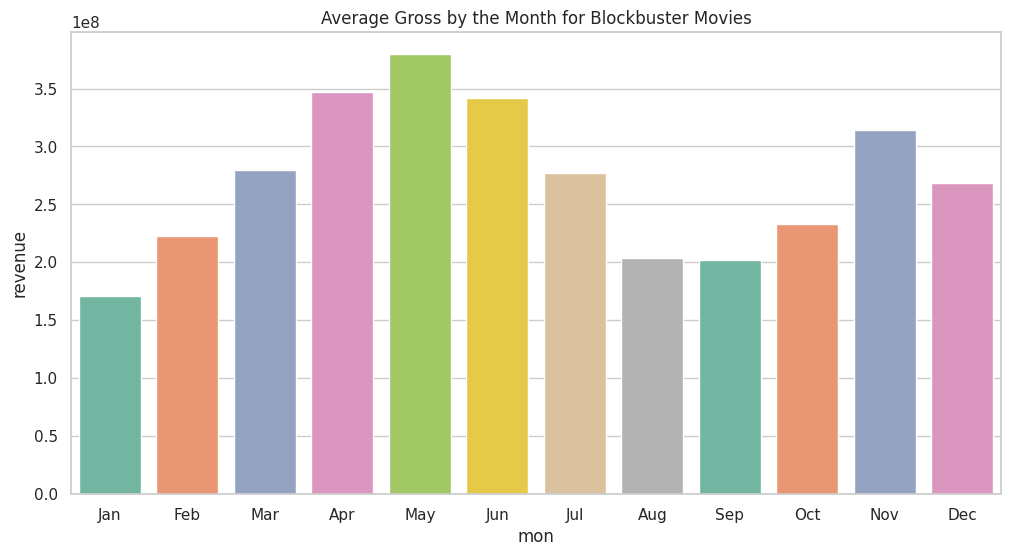 Average Gross by the Month for Blockbuster Movies
1e8
3.5
3.0
2.5
2.0
1.5
1.0
0.5
0.0
revenue
Jan Feb Mar Apr May Jun Jul Aug Sep Oct Nov Dec
mon